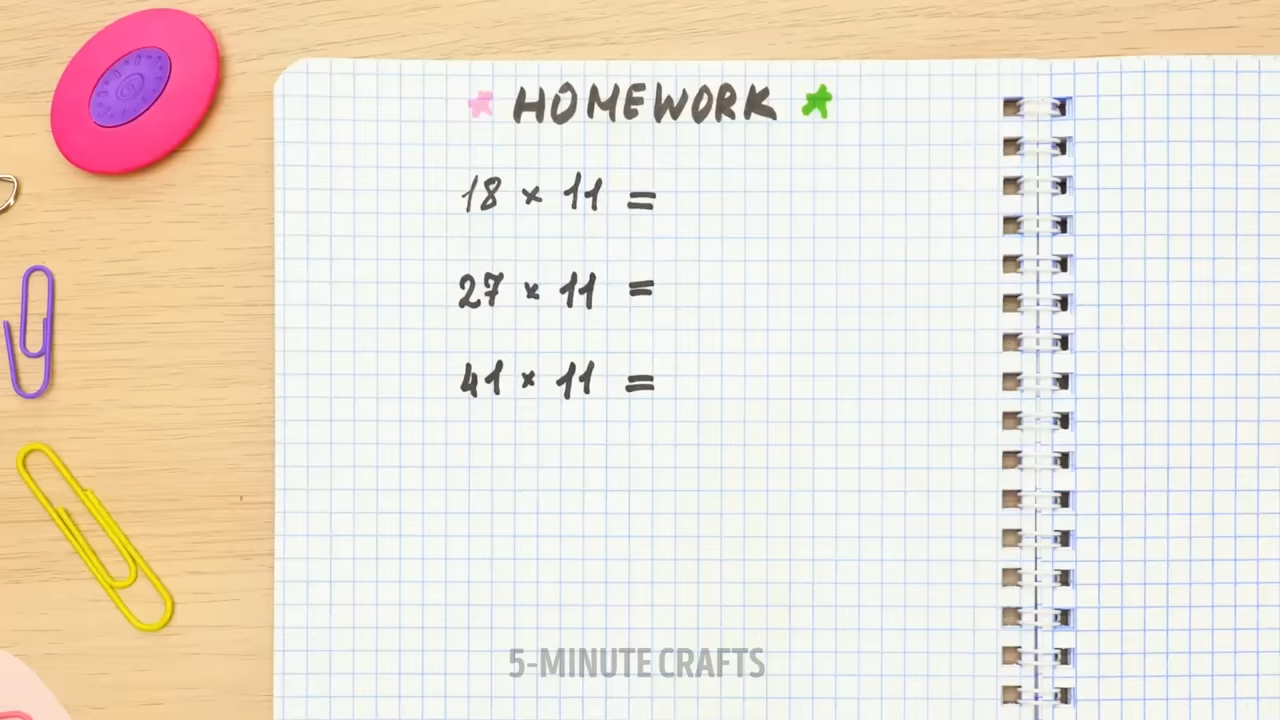 HOMEWORK
18 × 11 =
27 × 11 =
41 × 11 =
5-MINUTE CRAFTS